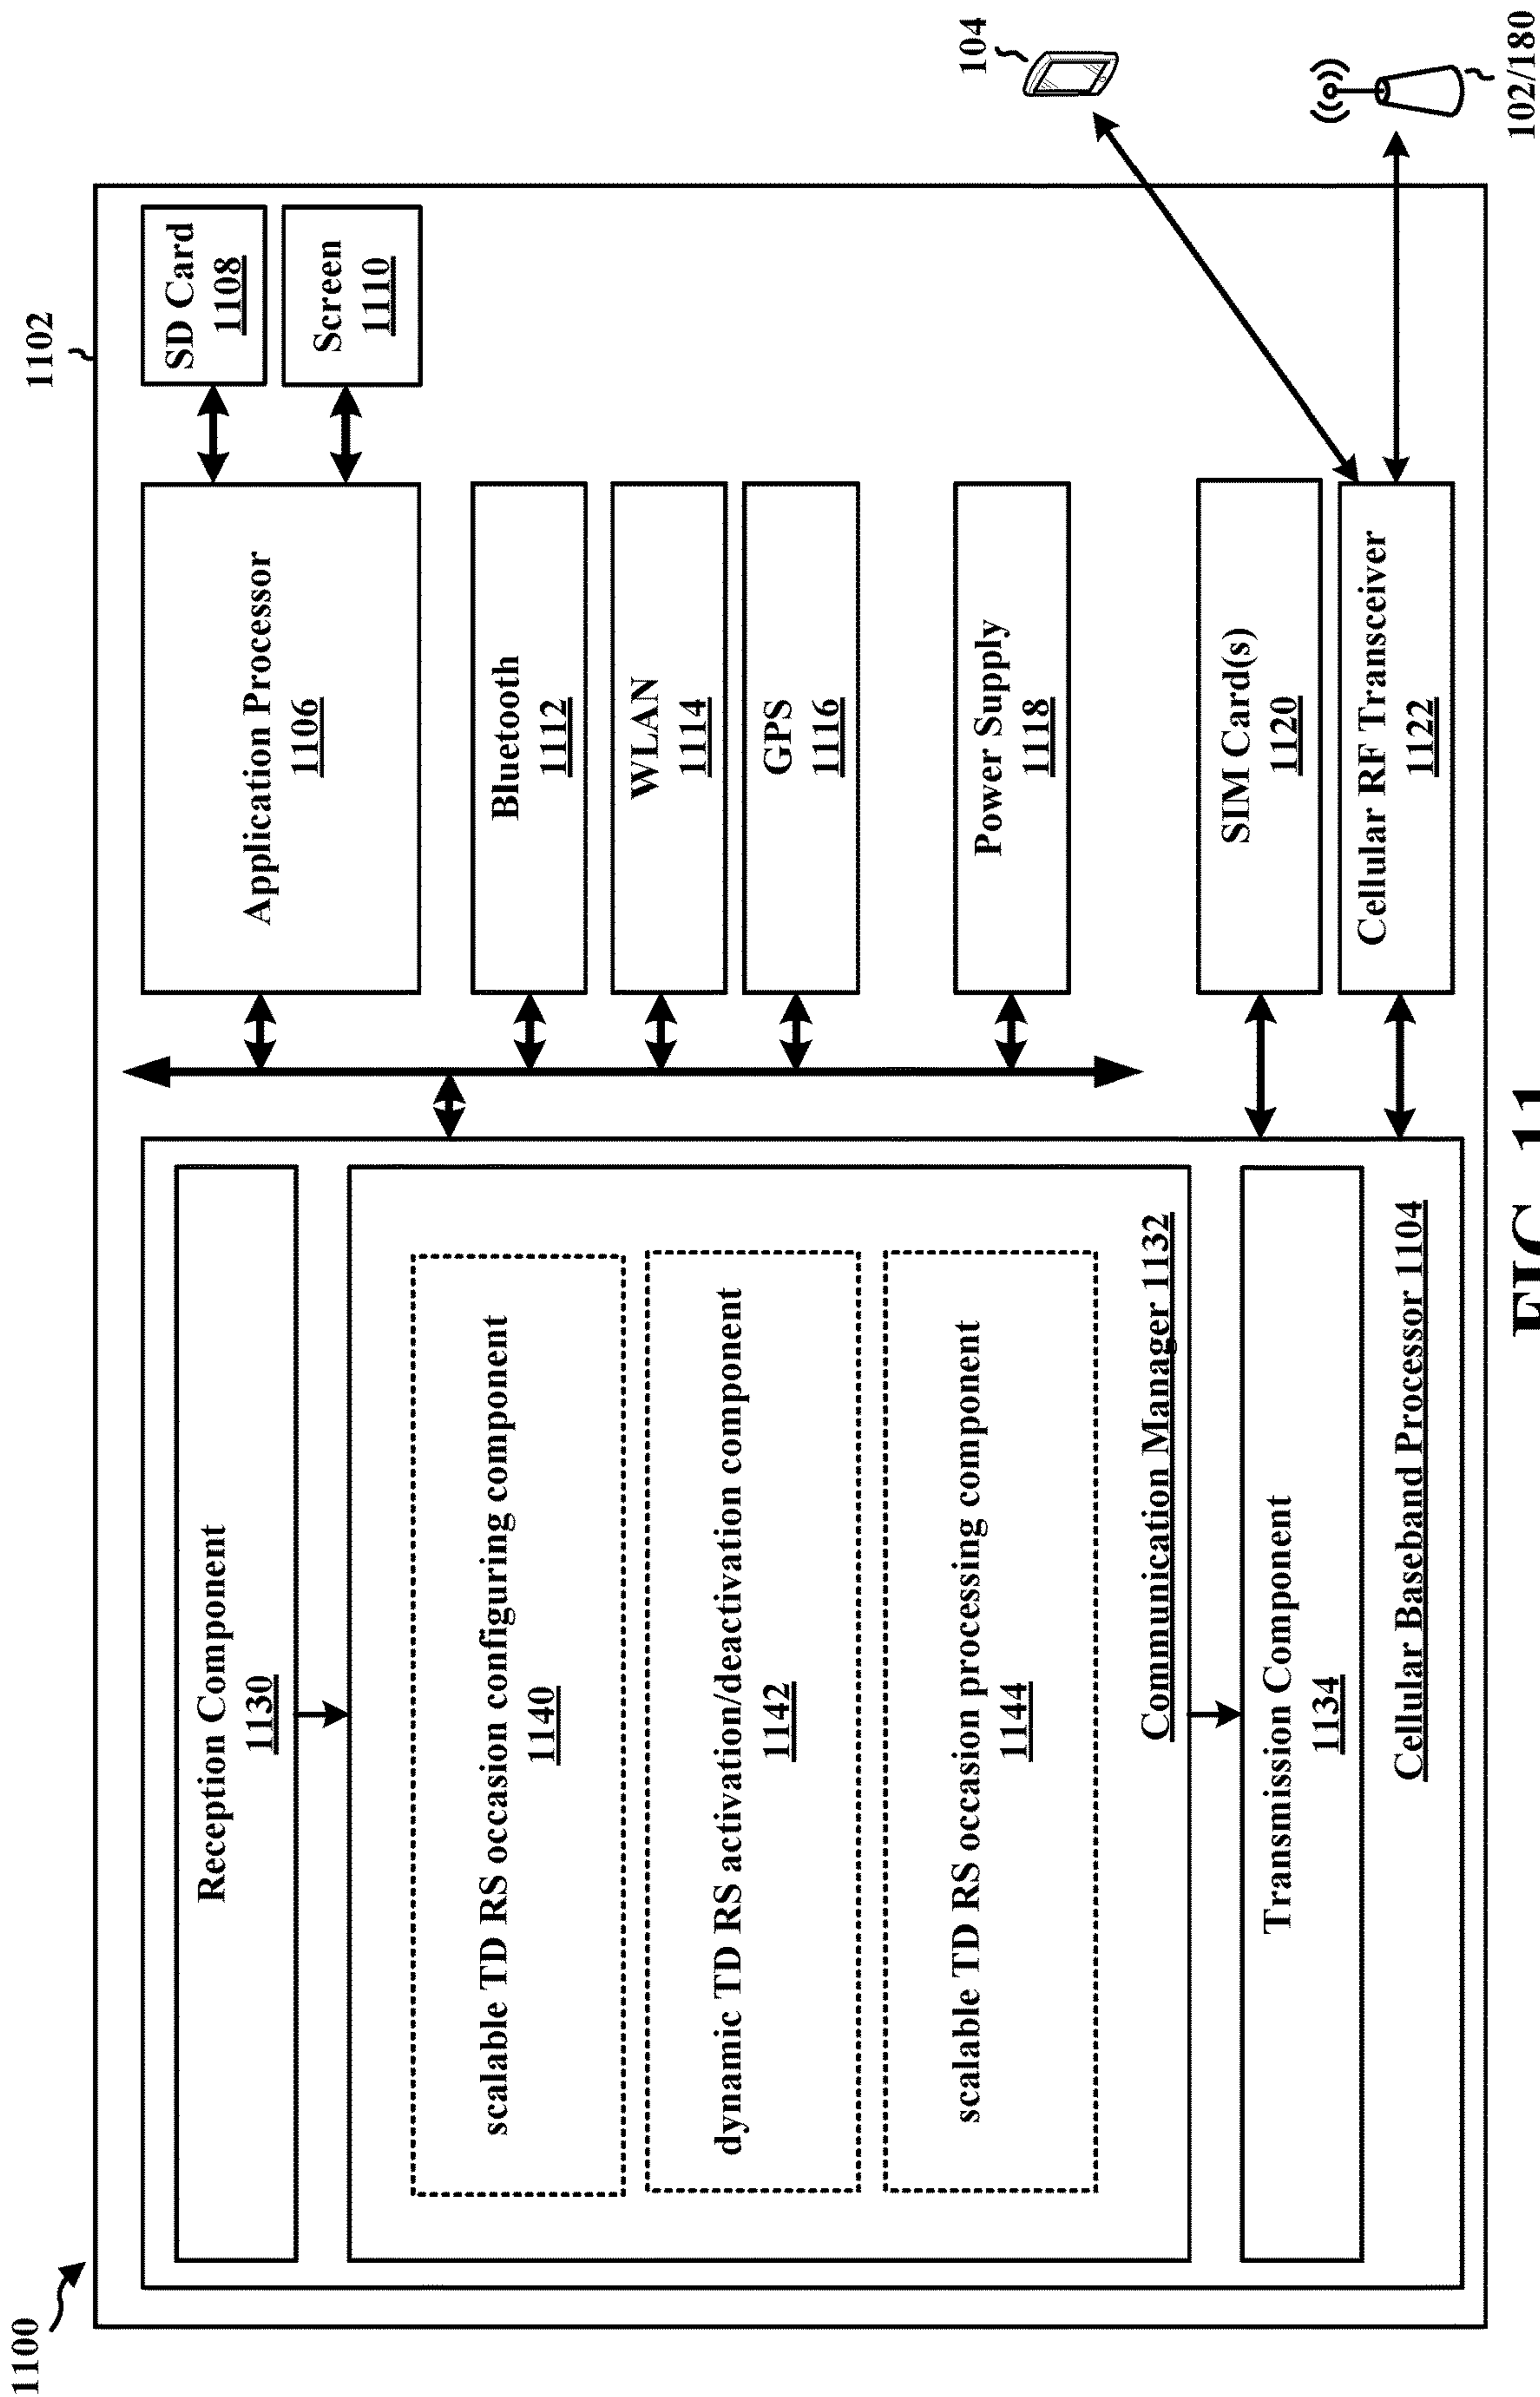 1100
1102
Reception Component
1130
scalable TD RS occasion configuring component
1140
dynamic TD RS activation/deactivation component
1142
scalable TD RS occasion processing component
1144
Communication Manager 1132
Transmission Component
1134
Cellular Baseband Processor 1104
Application Processor
1106
SD Card
1108
Screen
1110
Bluetooth
1112
WLAN
1114
GPS
1116
Power Supply
1118
SIM Card(s)
1120
Cellular RF Transceiver
1122
104
102/180
FIG. 11